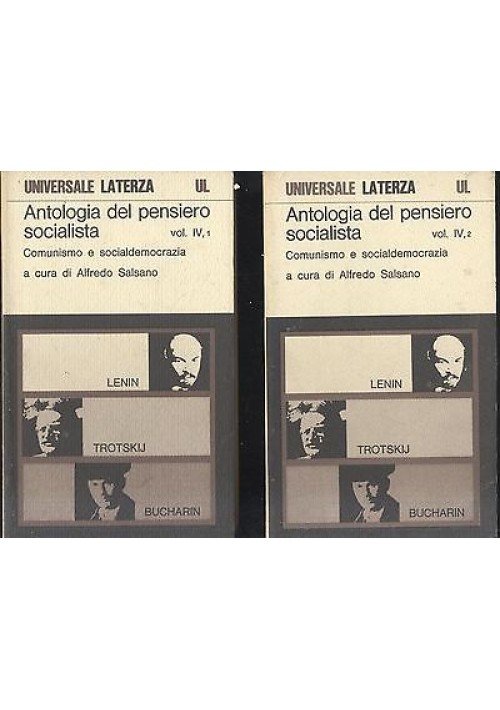 UNIVERSALE LATERZA UL
Antologia del pensiero
socialista vol. IV, 1
Comunismo e socialdemocrazia
a cura di Alfredo Salsano
LENIN
TROTSKIJ
BUCHARIN
UNIVERSALE LATERZA UL
Antologia del pensiero
socialista vol. IV, 2
Comunismo e socialdemocrazia
a cura di Alfredo Salsano
LENIN
TROTSKIJ
BUCHARIN